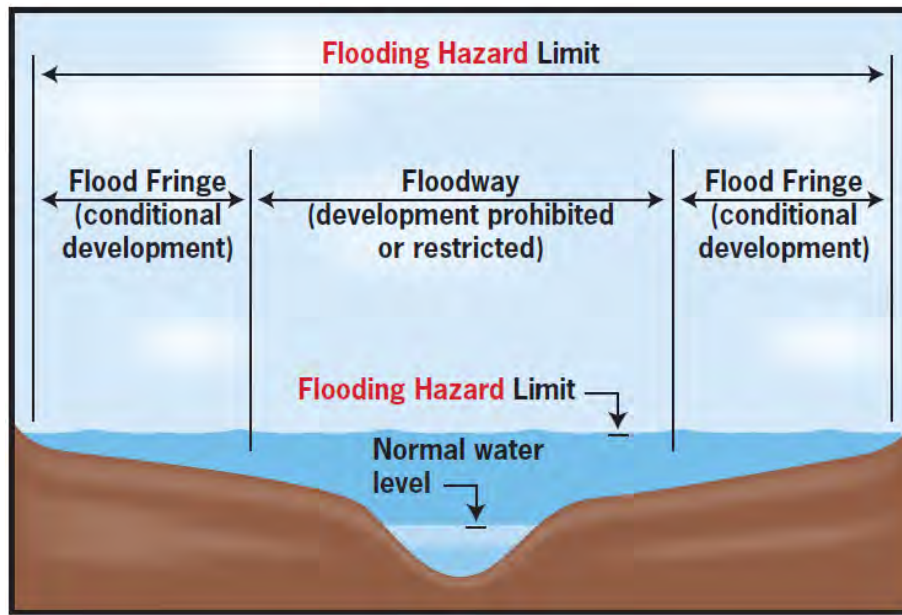 Flooding Hazard Limit
Flood Fringe
(conditional
development)
Floodway
(development prohibited
or restricted)
Flood Fringe
(conditional
development)
Flooding Hazard Limit
Normal water
level